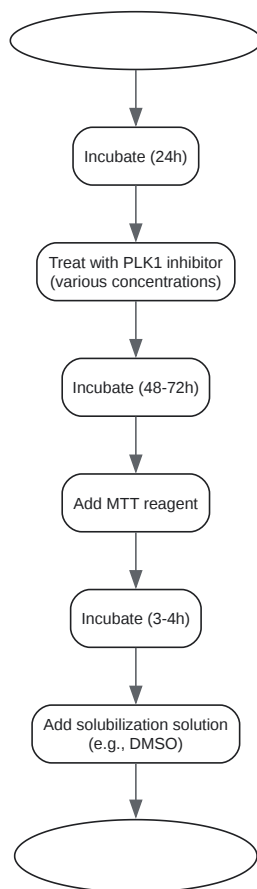 Incubate (24h)
Treat with PLK1 inhibitor
(various concentrations)
Incubate (48-72h)
Add MTT reagent
Incubate (3-4h)
Add solubilization solution
(e.g., DMSO)